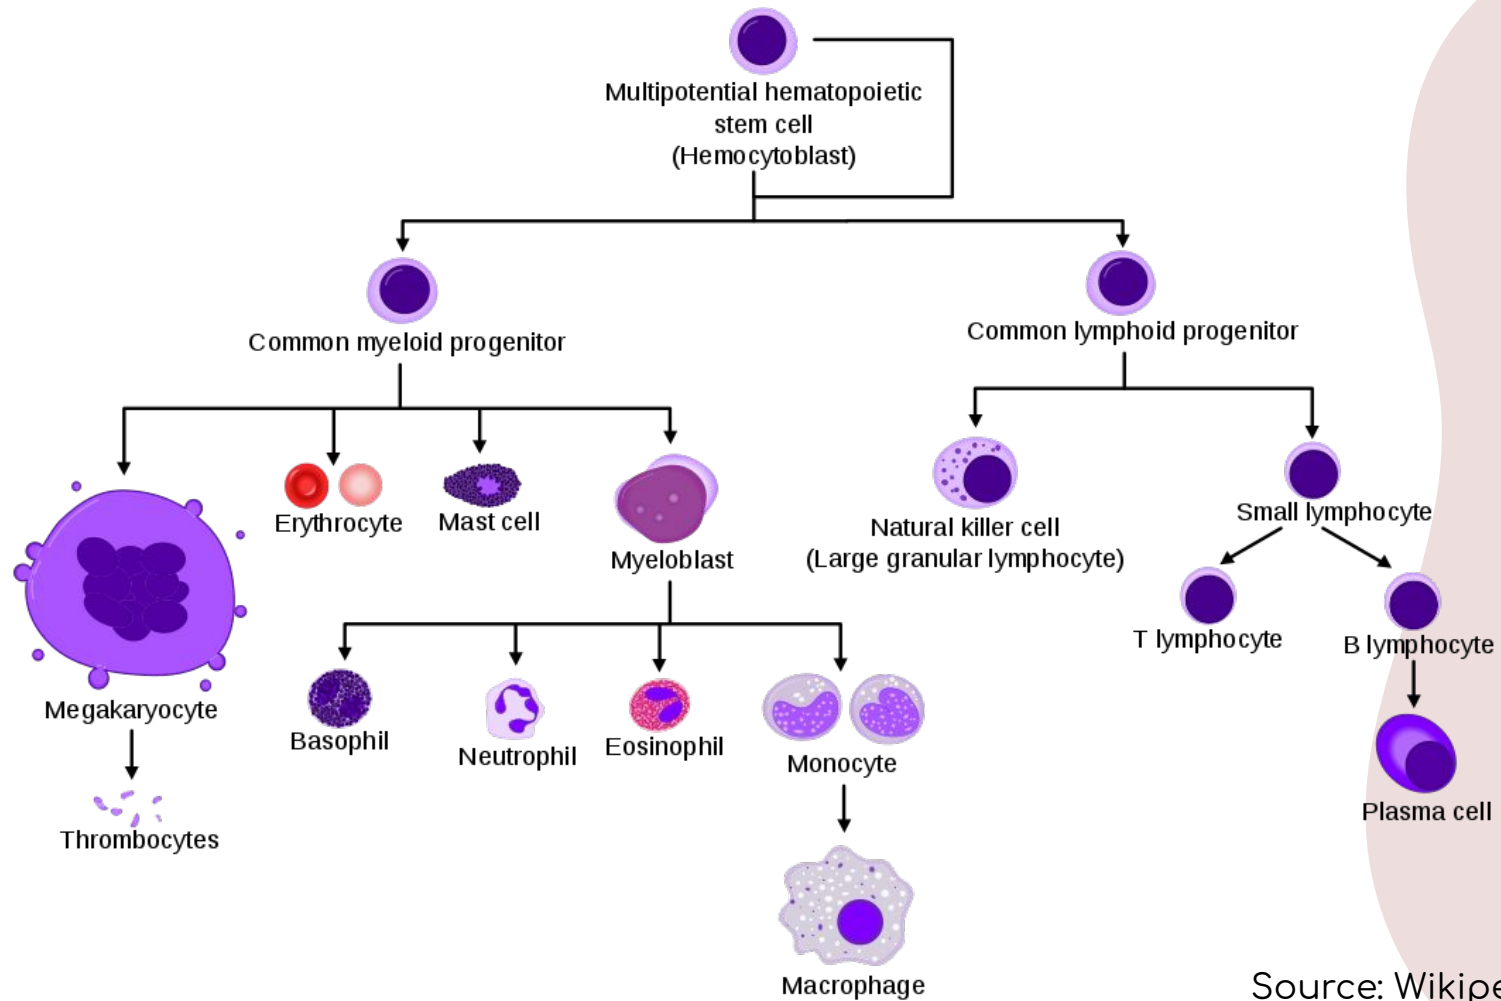 Multipotential hematopoietic
stem cell
(Hemocytoblast)
Common myeloid progenitor
Common lymphoid progenitor
Erythrocyte
Mast cell
Myeloblast
Natural killer cell
(Large granular lymphocyte)
Small lymphocyte
T lymphocyte
B lymphocyte
Megakaryocyte
Basophil
Neutrophil
Eosinophil
Monocyte
Plasma cell
Thrombocytes
Macrophage
Source: